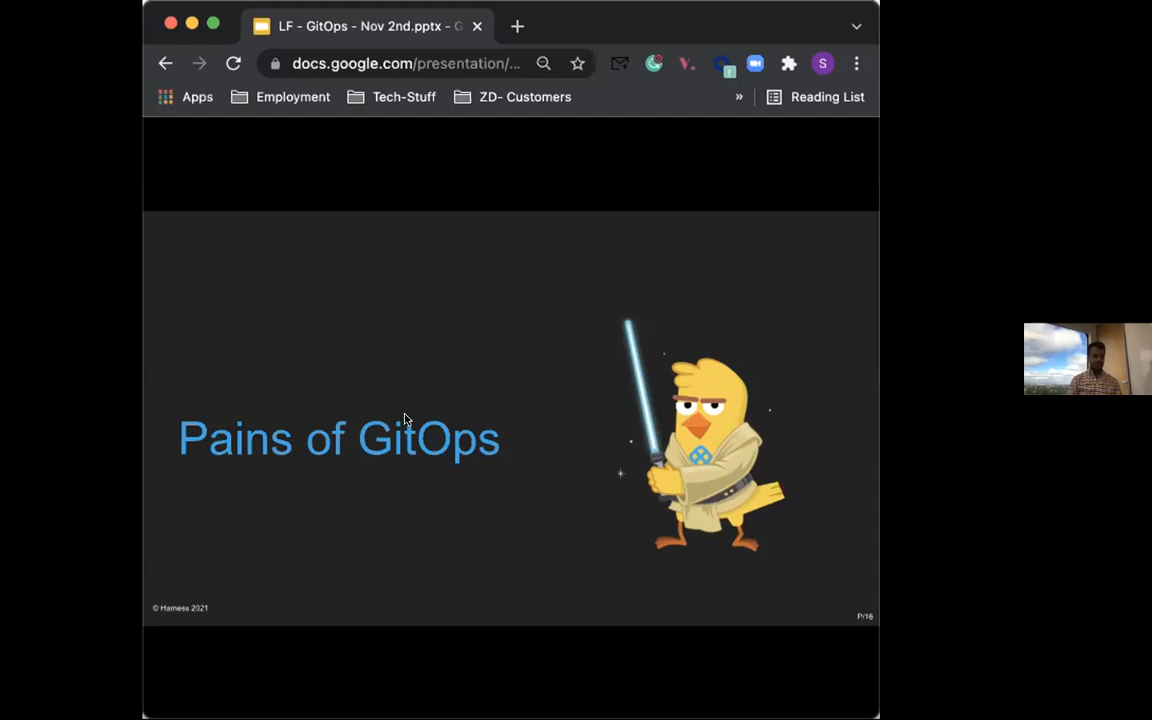 LF - GitOps - Nov 2nd.pptx - G
docs.google.com/presentation/...
S
Apps
Employment
Tech-Stuff
ZD- Customers
»
Reading List
Pains of GitOps
© Harness 2021
P/16